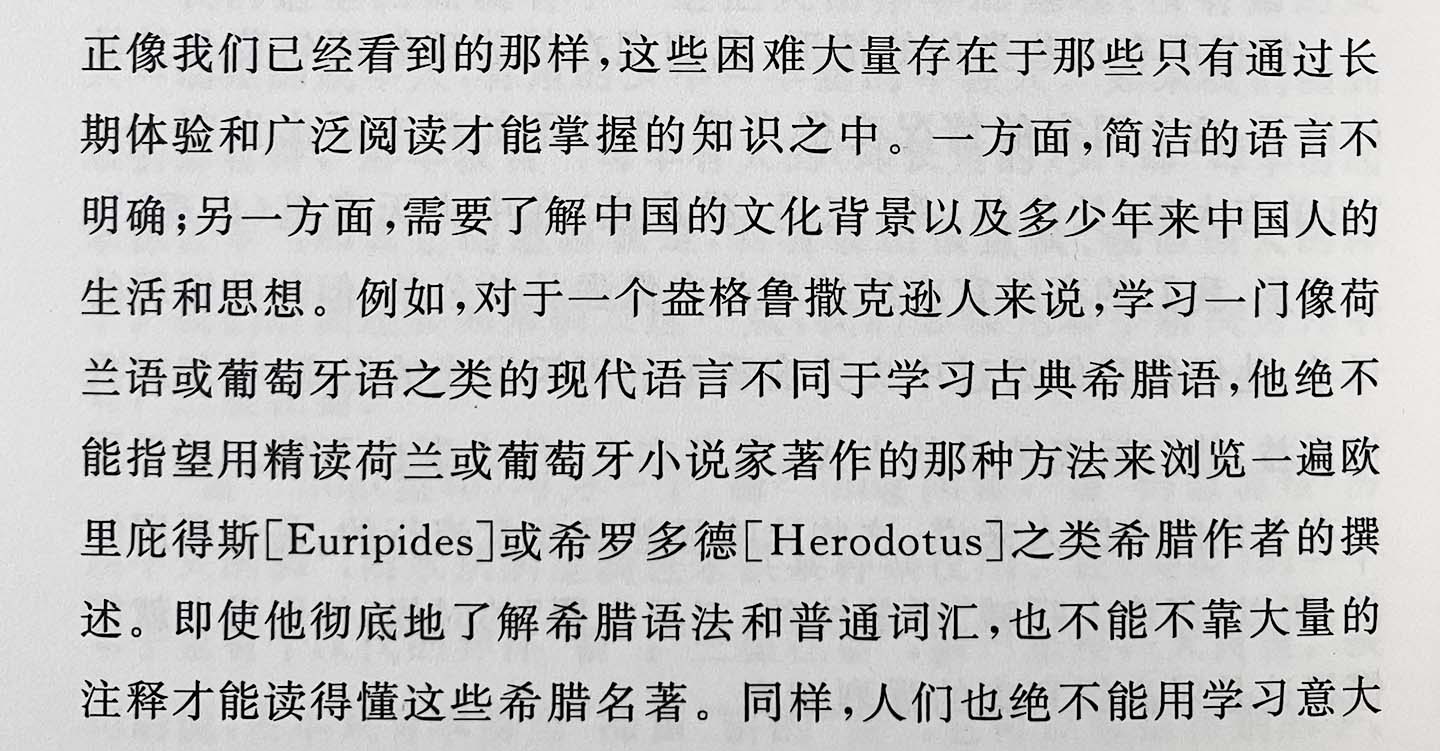 正像我们已经看到的那样,这些困难大量存在于那些只有通过长
期体验和广泛阅读才能掌握的知识之中。一方面,简洁的语言不
明确;另一方面,需要了解中国的文化背景以及多少年来中国人的
生活和思想。例如,对于一个盎格鲁撒克逊人来说,学习一门像荷
兰语或葡萄牙语之类的现代语言不同于学习古典希腊语,他绝不
能指望用精读荷兰或葡萄牙小说家著作的那种方法来浏览一遍欧
里庇得斯[Euripides]或希罗多德[Herodotus]之类希腊作者的撰
述。即使他彻底地了解希腊语法和普通词汇,也不能不靠大量的
注释才能读得懂这些希腊名著。同样,人们也绝不能用学习意大